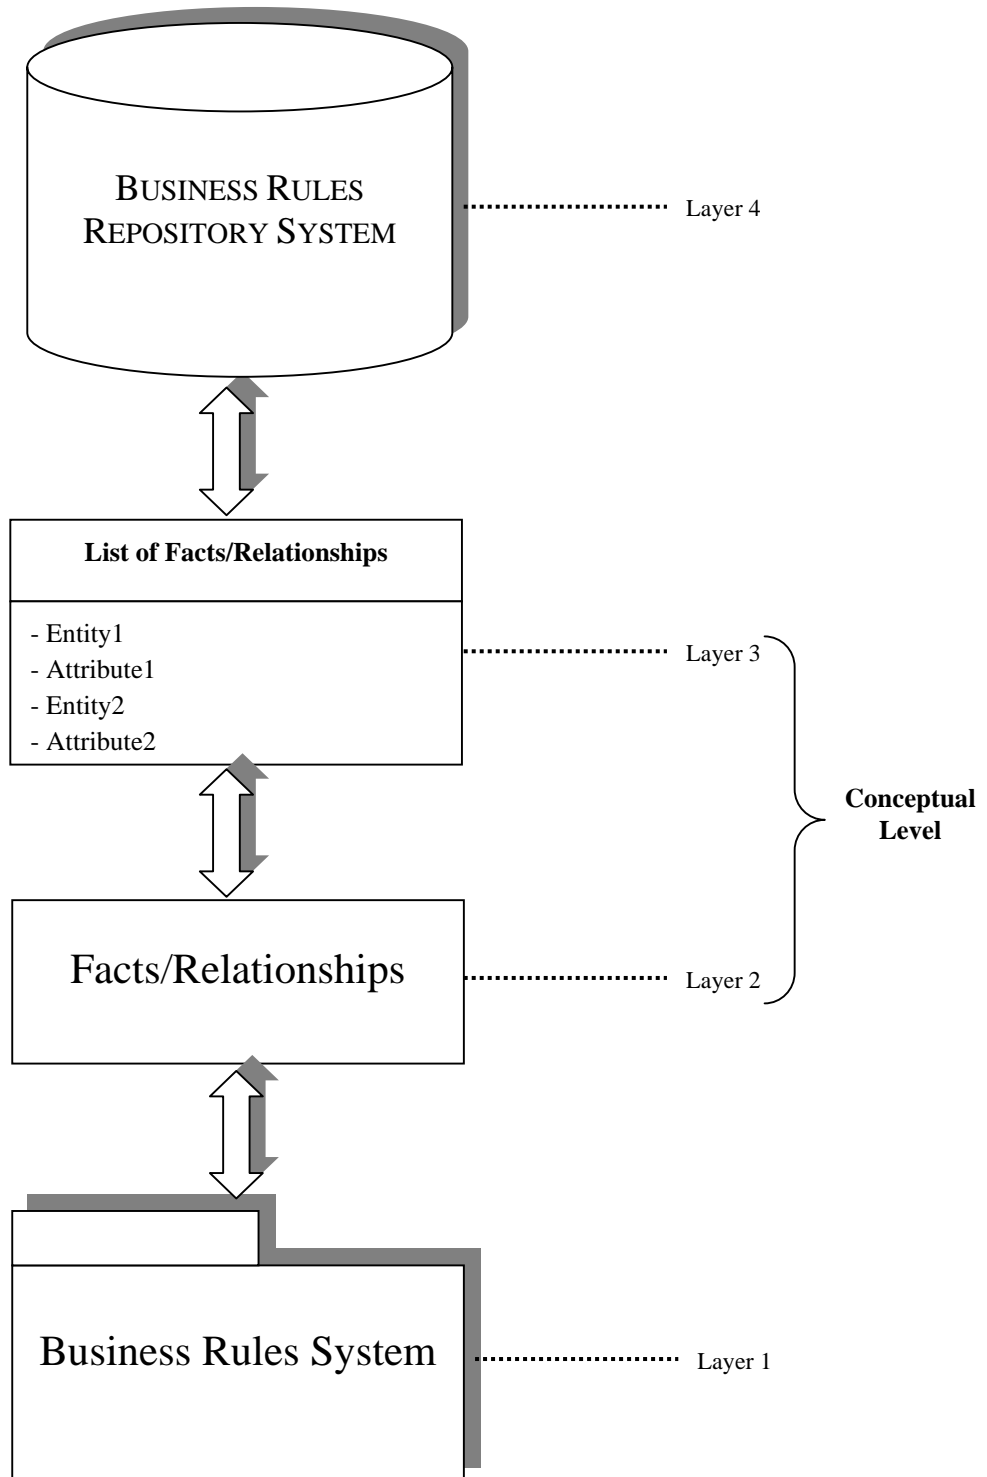 BUSINESS RULES
REPOSITORY SYSTEM
Layer 4
List of Facts/Relationships
- Entity1
- Attribute1
- Entity2
- Attribute2
Layer 3
Conceptual
Level
Facts/Relationships
Layer 2
Business Rules System
Layer 1